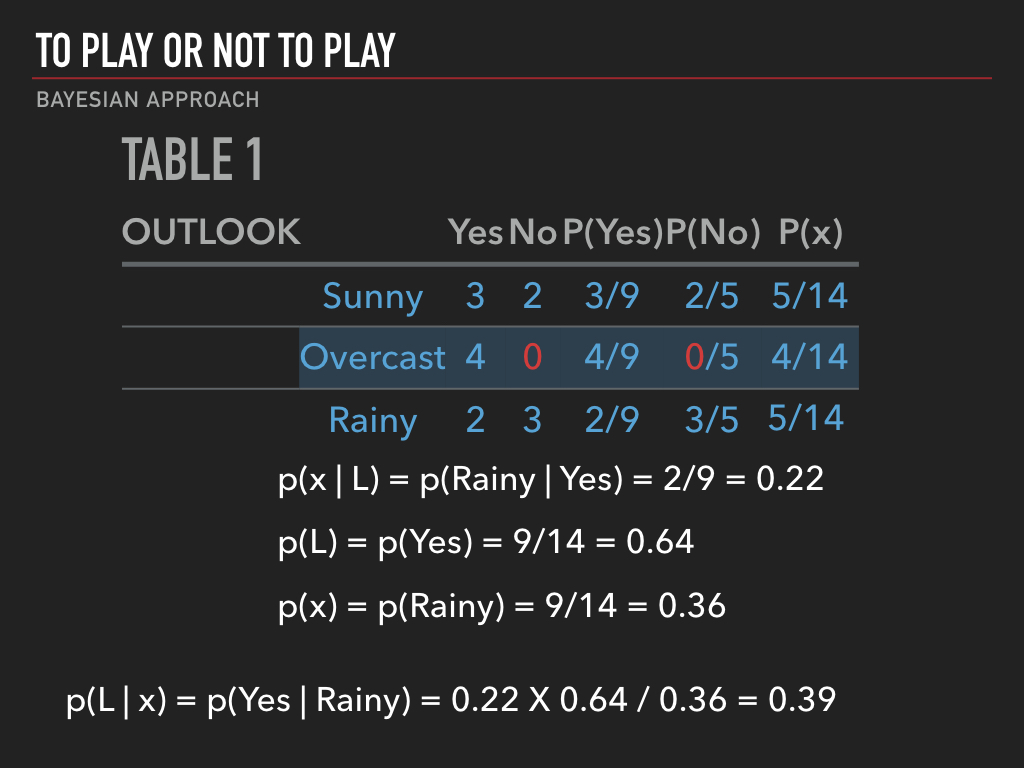 TO PLAY OR NOT TO PLAY
BAYESIAN APPROACH
TABLE 1
OUTLOOK Yes No P(Yes) P(No) P(x)
Sunny 3 2 3/9 2/5 5/14
Overcast 4 0 4/9 0/5 4/14
Rainy 2 3 2/9 3/5 5/14
p(x | L) = p(Rainy | Yes) = 2/9 = 0.22
p(L) = p(Yes) = 9/14 = 0.64
p(x) = p(Rainy) = 9/14 = 0.36
p(L | x) = p(Yes | Rainy) = 0.22 X 0.64 / 0.36 = 0.39